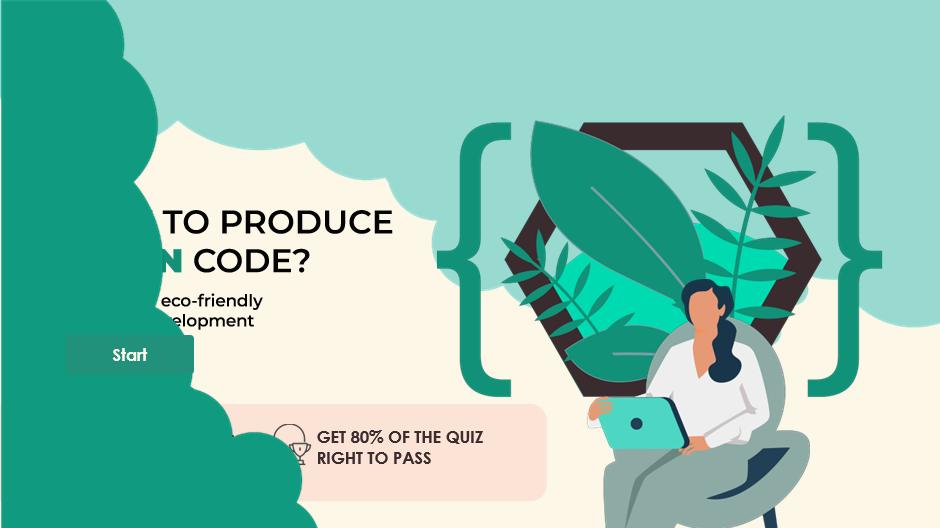 TO PRODUCE
N CODE?
eco-friendly
elopment
Start
GET 80% OF THE QUIZ
RIGHT TO PASS